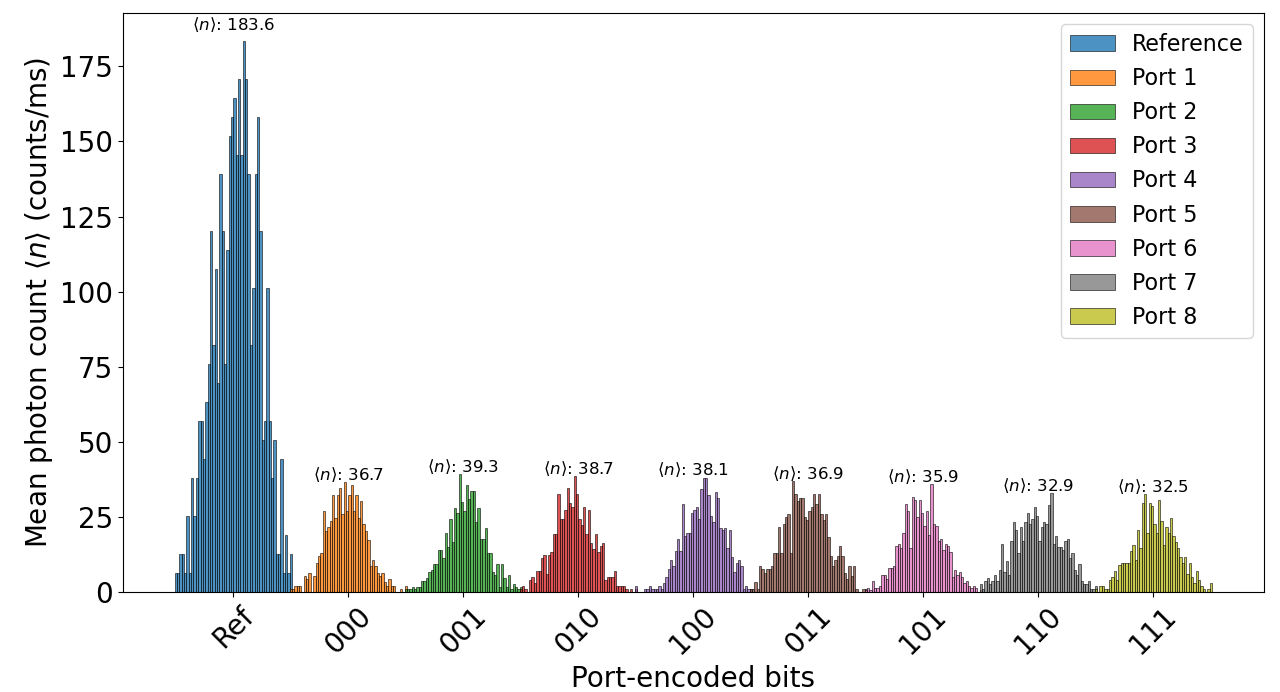 ⟨n⟩: 183.6
⟨n⟩: 36.7
⟨n⟩: 39.3
⟨n⟩: 38.7
⟨n⟩: 38.1
⟨n⟩: 36.9
⟨n⟩: 35.9
⟨n⟩: 32.9
⟨n⟩: 32.5
Reference
Port 1
Port 2
Port 3
Port 4
Port 5
Port 6
Port 7
Port 8
Mean photon count ⟨n⟩ (counts/ms)
175
150
125
100
75
50
25
0
Ref
000
001
010
100
011
101
110
111
Port-encoded bits